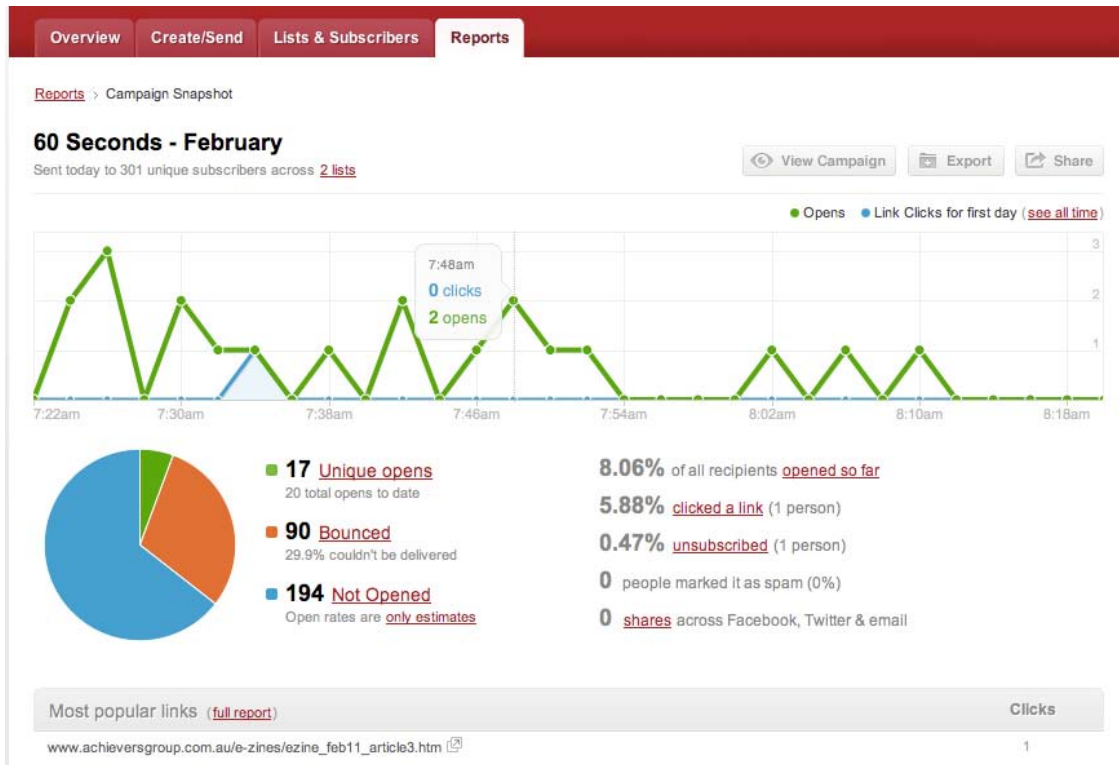 Overview Create/Send Lists & Subscribers Reports
Reports > Campaign Snapshot
60 Seconds - February
Sent today to 301 unique subscribers across 2 lists
View Campaign Export Share
Opens Link Clicks for first day (see all time)
3
7:48am
0 clicks
2
2 opens
1
7:22am 7:30am 7:38am 7:46am 7:54am 8:02am 8:10am 8:18am
17 Unique opens
20 total opens to date
90 Bounced
29.9% couldn't be delivered
194 Not Opened
Open rates are only estimates
8.06% of all recipients opened so far
5.88% clicked a link (1 person)
0.47% unsubscribed (1 person)
0 people marked it as spam (0%)
0 shares across Facebook, Twitter & email
Most popular links (full report) Clicks
www.achieversgroup.com.au/e-zines/ezine_feb11_article3.htm 1